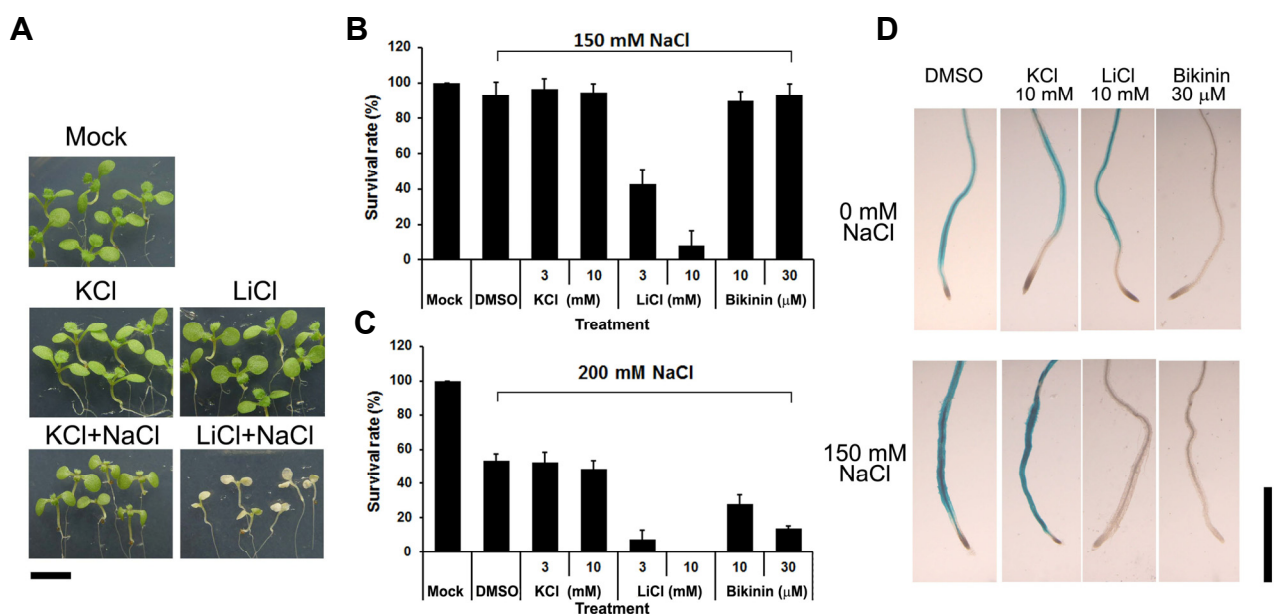 A
Mock
KCl
LiCl
KCl+NaCl
LiCl+NaCl
B
150 mM NaCl
Survival rate (%)
120
100
80
60
40
20
0
3
10
3
10
10
30
Mock
DMSO
KCl (mM)
LiCl (mM)
Bikinin (μM)
Treatment
C
200 mM NaCl
Survival rate (%)
120
100
80
60
40
20
0
3
10
3
10
10
30
Mock
DMSO
KCl (mM)
LiCl (mM)
Bikinin (μM)
Treatment
D
DMSO
KCl
10 mM
LiCl
10 mM
Bikinin
30 μM
0 mM
NaCl
150 mM
NaCl